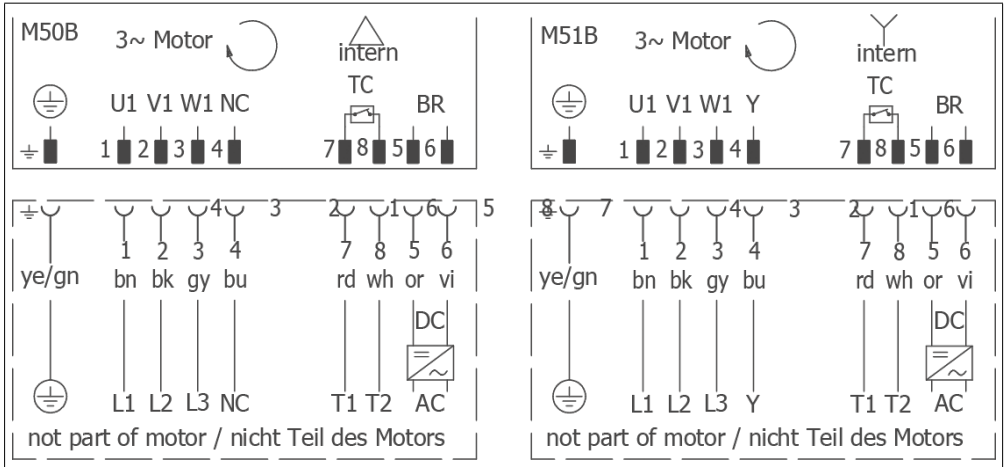 M50B 3~ Motor intern
TC
U1 V1 W1 NC BR
1 2 3 4 7 8 5 6
4 3 2 1 6 5
1 2 3 4 7 8 5 6
ye/gn bn bk gy bu rd wh or vi
DC
L1 L2 L3 NC T1 T2 AC
not part of motor / nicht Teil des Motors
M51B 3~ Motor intern
TC
U1 V1 W1 Y BR
1 2 3 4 7 8 5 6
8 7 4 3 2 1 6
1 2 3 4 7 8 5 6
ye/gn bn bk gy bu rd wh or vi
DC
L1 L2 L3 Y T1 T2 AC
not part of motor / nicht Teil des Motors